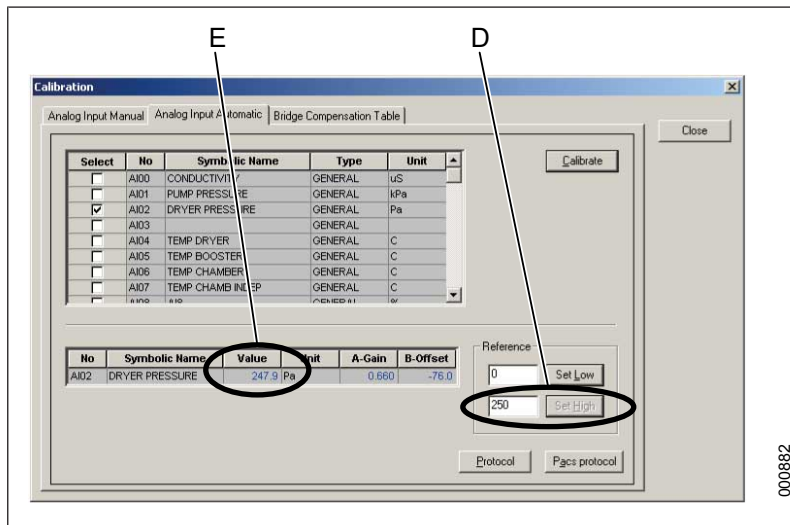 E D
Calibration
Analog Input Manual Analog Input Automatic Bridge Compensation Table
Close
Select No Symbolic Name Type Unit
Calibrate
AI00 CONDUCTIVITY GENERAL uS
AI01 PUMP PRESSURE GENERAL kPa
AI02 DRYER PRESSURE GENERAL Pa
AI03 GENERAL
AI04 TEMP DRYER GENERAL C
AI05 TEMP BOOSTER GENERAL C
AI06 TEMP CHAMBER GENERAL C
AI07 TEMP CHAMB INDEP GENERAL C
AI08 AI8 GENERAL %
Reference
No Symbolic Name Value Unit A-Gain B-Offset
AI02 DRYER PRESSURE 247.9 Pa 0.660 -76.0
0 Set Low
250 Set High
Protocol Pacs protocol
000882